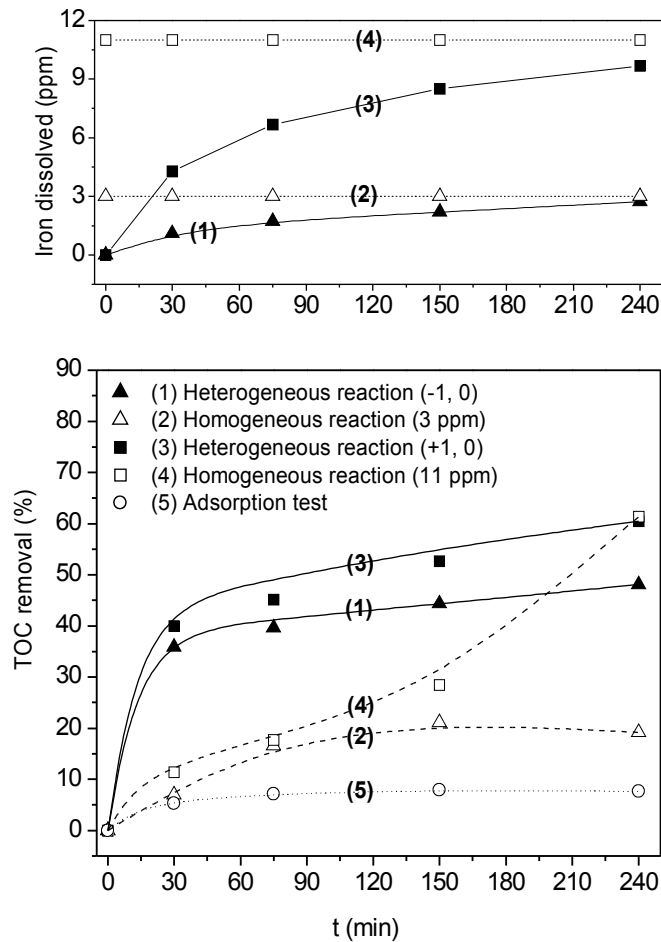 Iron dissolved (ppm)
12
9
6
3
0
(4)
(3)
(2)
(1)
0 30 60 90 120 150 180 210 240
TOC removal (%)
90
80
70
60
50
40
30
20
10
0
(1) Heterogeneous reaction (-1, 0)
(2) Homogeneous reaction (3 ppm)
(3) Heterogeneous reaction (+1, 0)
(4) Homogeneous reaction (11 ppm)
(5) Adsorption test
(3)
(1)
(4)
(2)
(5)
0 30 60 90 120 150 180 210 240
t (min)